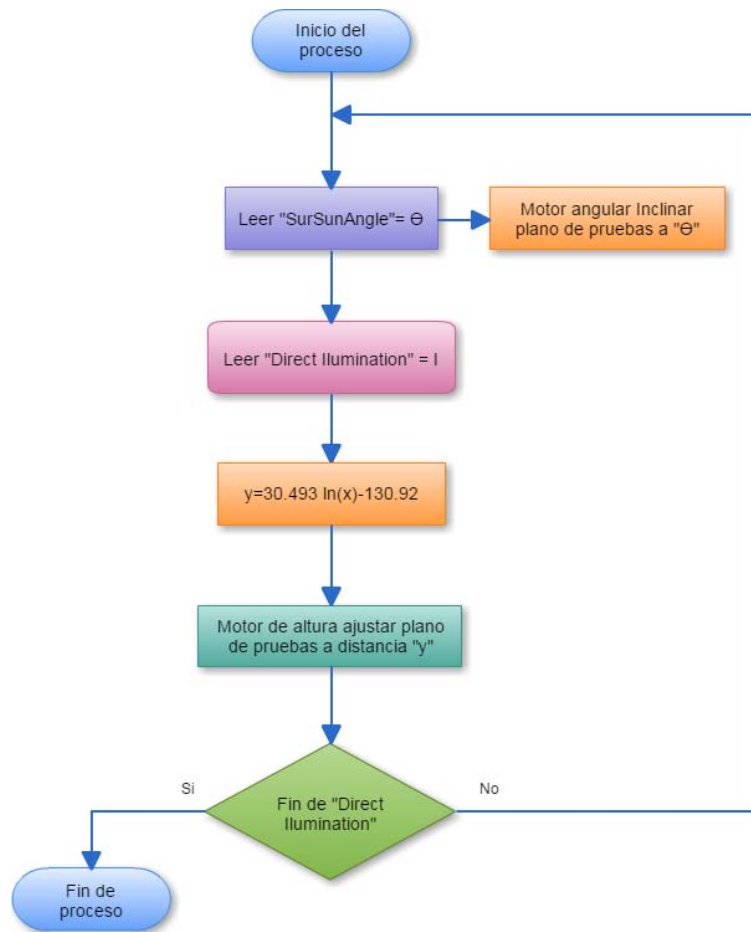 Inicio del
proceso
Leer "SurSunAngle"= Ɵ
Motor angular Inclinar
plano de pruebas a "Ɵ"
Leer "Direct Ilumination" = I
y=30.493 ln(x)-130.92
Motor de altura ajustar plano
de pruebas a distancia "y"
Si
No
Fin de "Direct
Ilumination"
Fin de
proceso